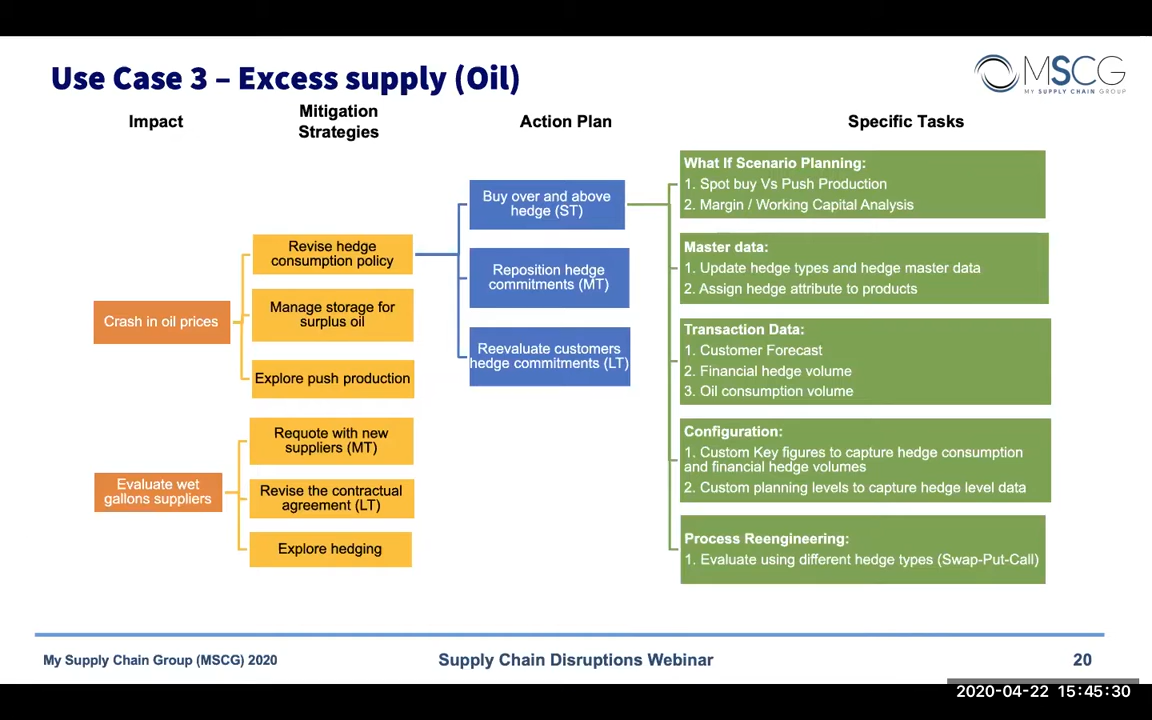 Use Case 3 – Excess supply (Oil)
MSCG
MY SUPPLY CHAIN GROUP
Impact
Mitigation
Strategies
Action Plan
Specific Tasks
Crash in oil prices
Evaluate wet
gallons suppliers
Revise hedge
consumption policy
Manage storage for
surplus oil
Explore push production
Requote with new
suppliers (MT)
Revise the contractual
agreement (LT)
Explore hedging
Buy over and above
hedge (ST)
Reposition hedge
commitments (MT)
Reevaluate customers
hedge commitments (LT)
What If Scenario Planning:
1. Spot buy Vs Push Production
2. Margin / Working Capital Analysis
Master data:
1. Update hedge types and hedge master data
2. Assign hedge attribute to products
Transaction Data:
1. Customer Forecast
2. Financial hedge volume
3. Oil consumption volume
Configuration:
1. Custom Key figures to capture hedge consumption
and financial hedge volumes
2. Custom planning levels to capture hedge level data
Process Reengineering:
1. Evaluate using different hedge types (Swap-Put-Call)
My Supply Chain Group (MSCG) 2020
Supply Chain Disruptions Webinar
20
2020-04-22 15:45:30